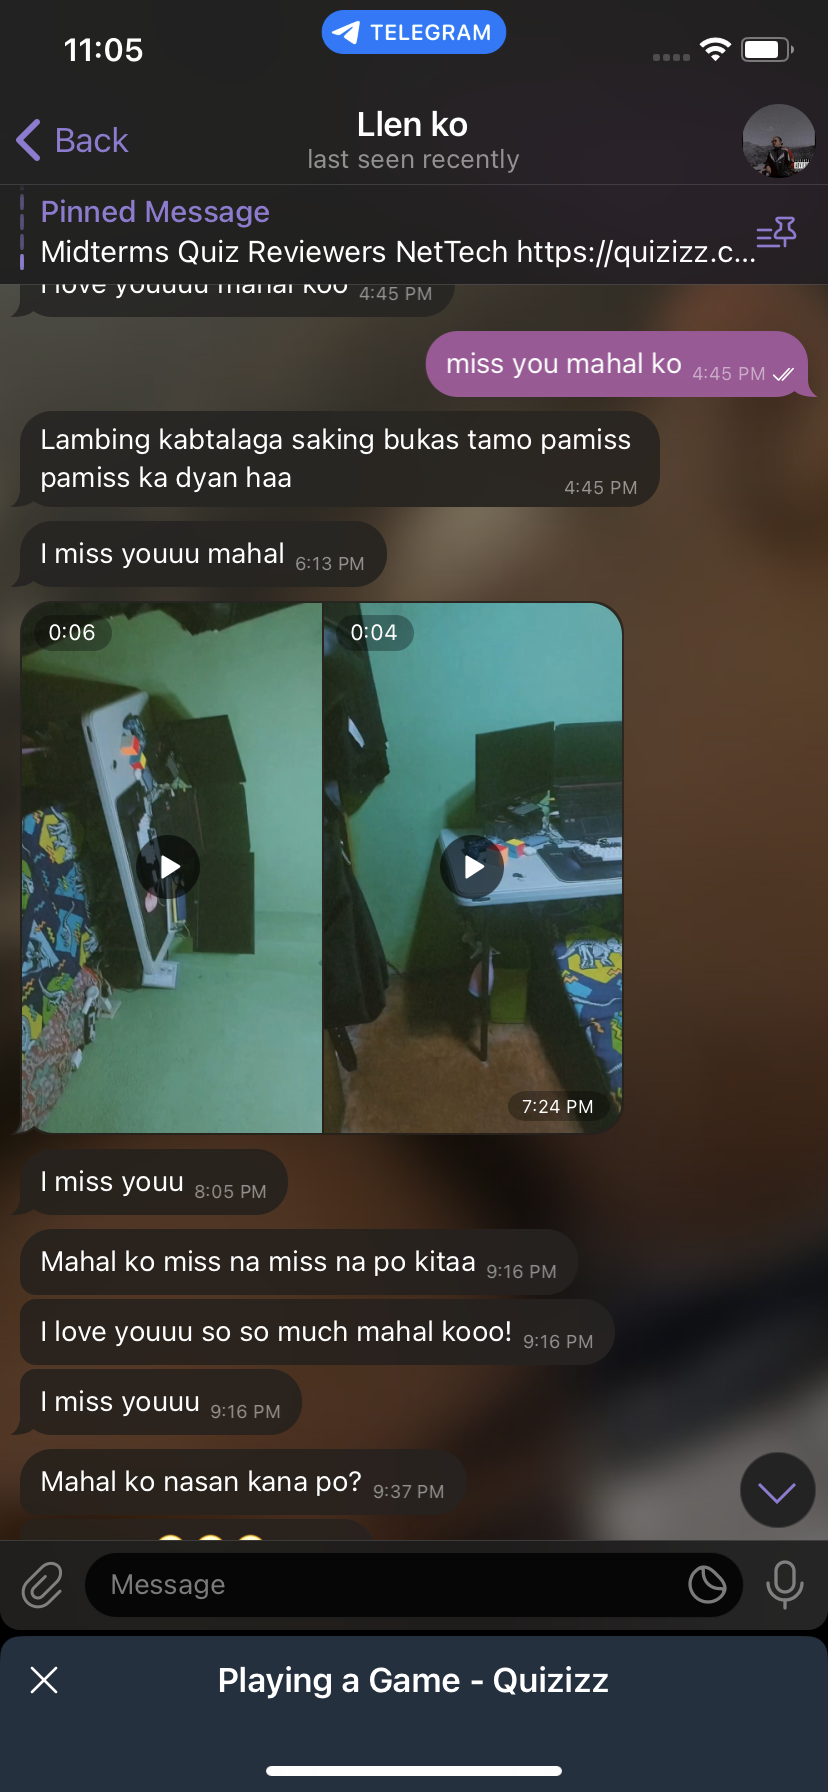 11:05
TELEGRAM
Back
Llen ko
last seen recently
Pinned Message
Midterms Quiz Reviewers NetTech https://quizizz.c...
I love youuuu mahal koo 4:45 PM
miss you mahal ko 4:45 PM
Lambing kabtalaga saking bukas tamo pamiss
pamiss ka dyan haa 4:45 PM
I miss youuu mahal 6:13 PM
0:06
0:04
7:24 PM
I miss youu 8:05 PM
Mahal ko miss na miss na po kitaa 9:16 PM
I love youuu so so much mahal kooo! 9:16 PM
I miss youuu 9:16 PM
Mahal ko nasan kana po? 9:37 PM
Message
Playing a Game - Quizizz